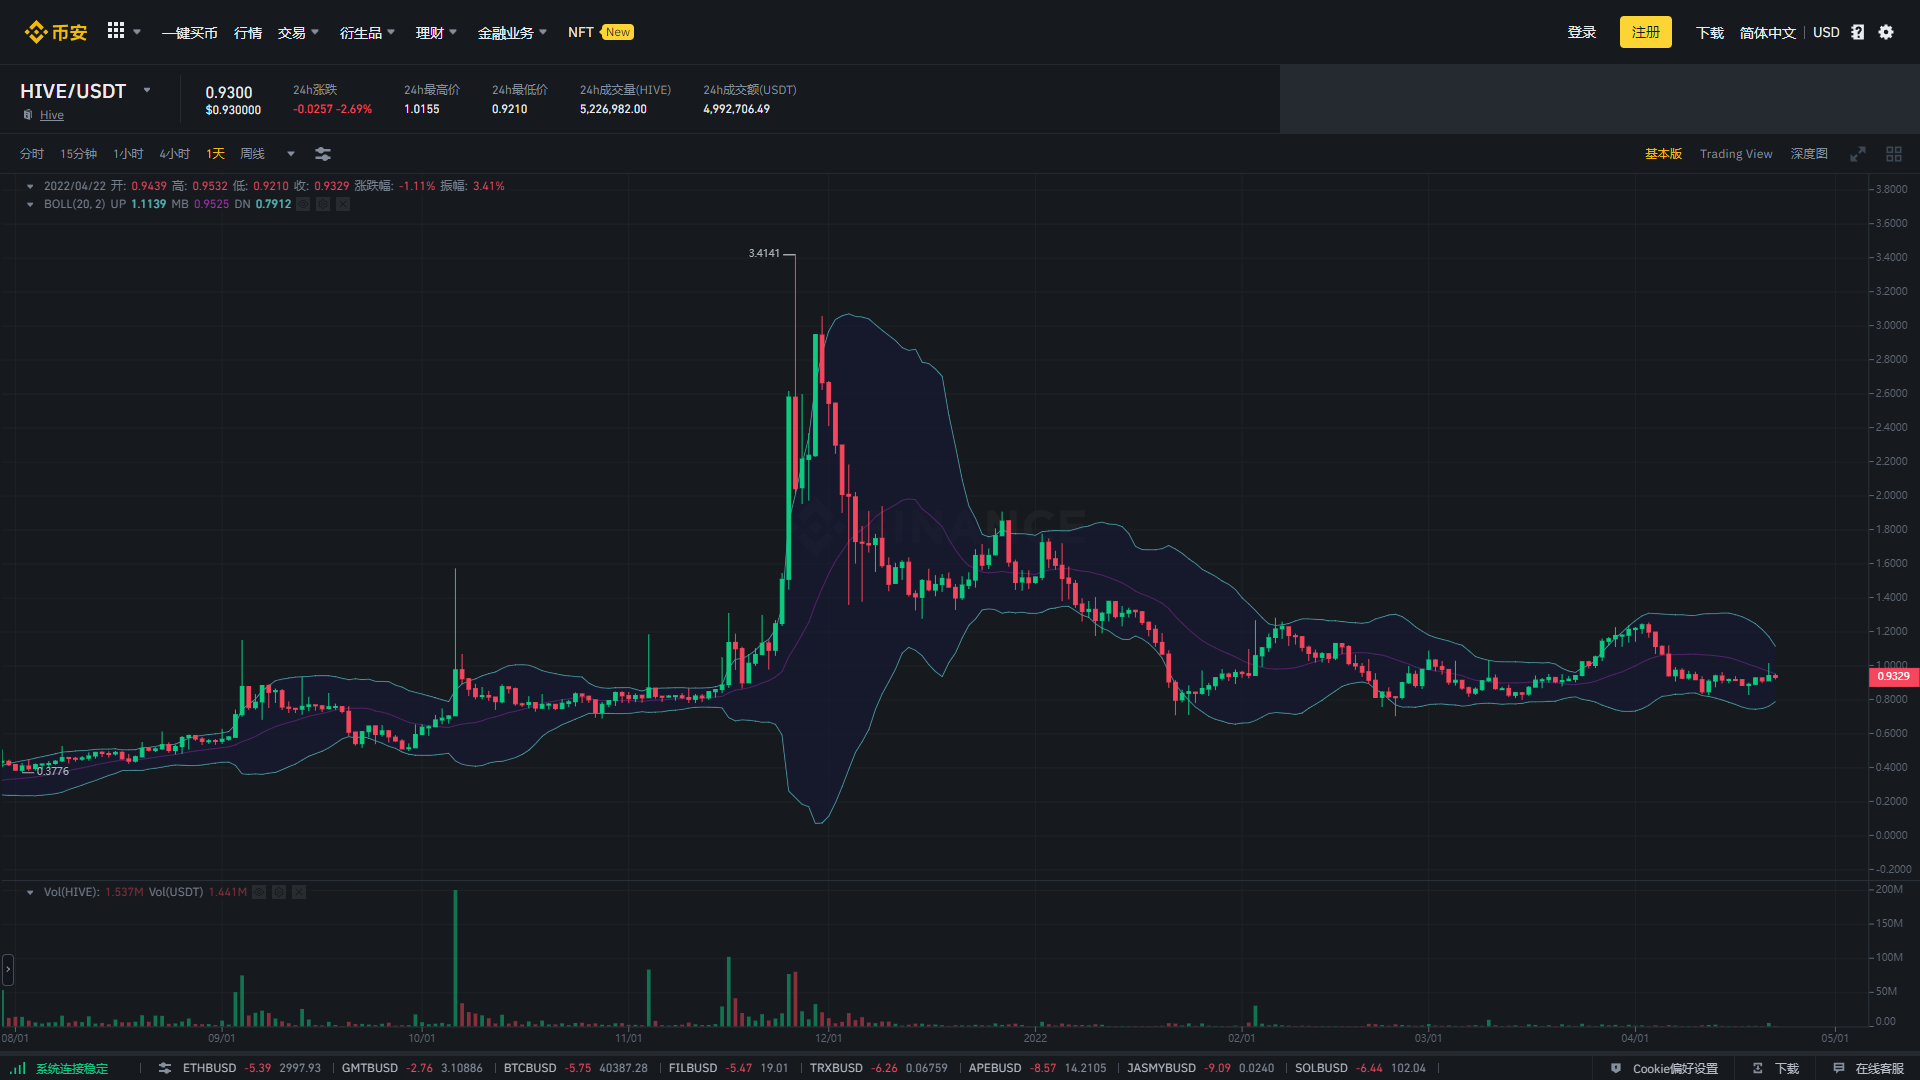 币安 一键买币 行情 交易 衍生品 理财 金融业务 NFT New 登录 注册 下载 简体中文 USD
HIVE/USDT
Hive
0.9300
$0.930000
24h涨跌
-0.0257 -2.69%
24h最高价
1.0155
24h最低价
0.9210
24h成交量(HIVE)
5,226,982.00
24h成交额(USDT)
4,992,706.49
分时 15分钟 1小时 4小时 1天 周线 基本版 Trading View 深度图
2022/04/22 开: 0.9439 高: 0.9532 低: 0.9210 收: 0.9329 涨跌幅: -1.11% 振幅: 3.41%
BOLL(20, 2) UP 1.1139 MB 0.9525 DN 0.7912
3.4141
0.3776
BINANCE
3.8000
3.6000
3.4000
3.2000
3.0000
2.8000
2.6000
2.4000
2.2000
2.0000
1.8000
1.6000
1.4000
1.2000
1.0000
0.9329
0.8000
0.6000
0.4000
0.2000
0.0000
-0.2000
Vol(HIVE): 1.537M Vol(USDT) 1.441M
200M
150M
100M
50M
0.00
08/01 09/01 10/01 11/01 12/01 2022 02/01 03/01 04/01 05/01
系统连接稳定 ETHBUSD -5.39 2997.93 GMTBUSD -2.76 3.10886 BTCBUSD -5.75 40387.28 FILBUSD -5.47 19.01 TRXBUSD -6.26 0.06759 APEBUSD -8.57 14.2105 JASMYBUSD -9.09 0.0240 SOLBUSD -6.44 102.04 Cookie偏好设置 下载 在线客服